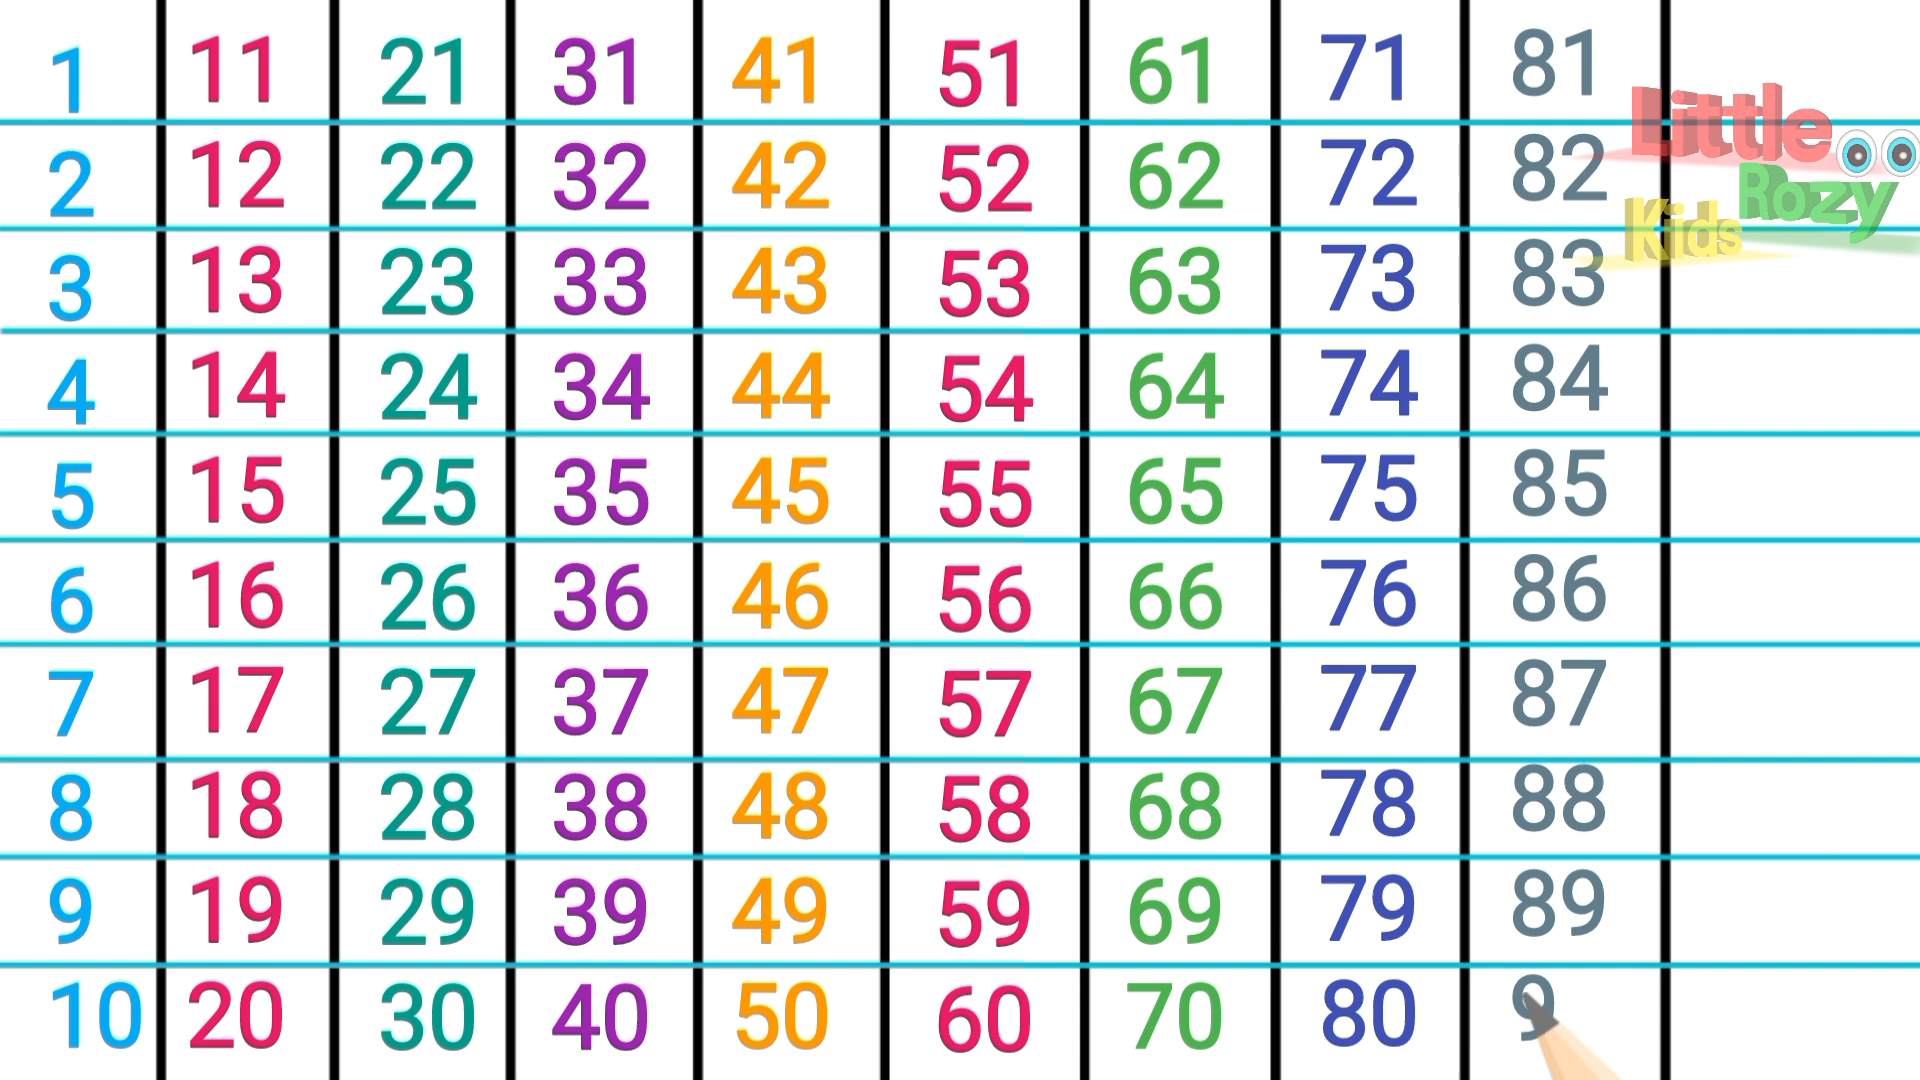 1 11 21 31 41 51 61 71 81
2 12 22 32 42 52 62 72 82
3 13 23 33 43 53 63 73 83
4 14 24 34 44 54 64 74 84
5 15 25 35 45 55 65 75 85
6 16 26 36 46 56 66 76 86
7 17 27 37 47 57 67 77 87
8 18 28 38 48 58 68 78 88
9 19 29 39 49 59 69 79 89
10 20 30 40 50 60 70 80 9
Little
Rozy
Kids